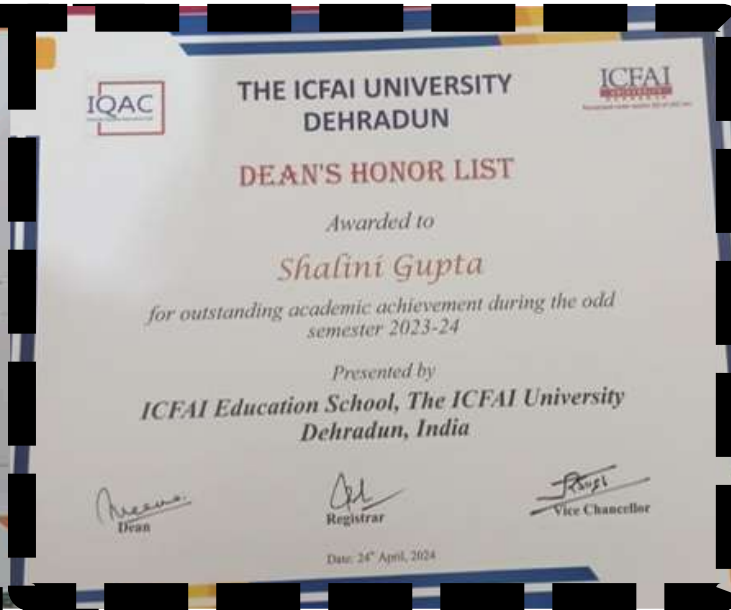 IQAC
THE ICFAI UNIVERSITY
DEHRADUN
ICFAI
UNIVERSITY
DEAN'S HONOR LIST
Awarded to
Shalini Gupta
for outstanding academic achievement during the odd
semester 2023-24
Presented by
ICFAI Education School, The ICFAI University
Dehradun, India
Dean
Registrar
Vice Chancellor
Date: 24th April, 2024